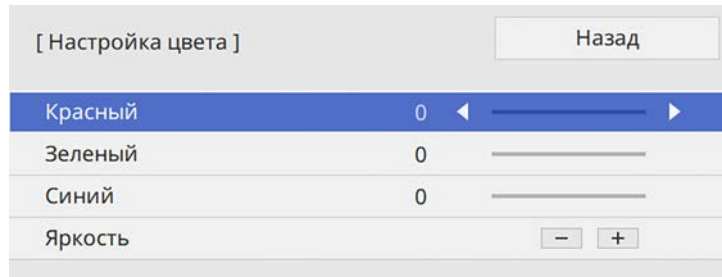 [ Настройка цвета ]
Назад
Красный 0
Зеленый 0
Синий 0
Яркость − +